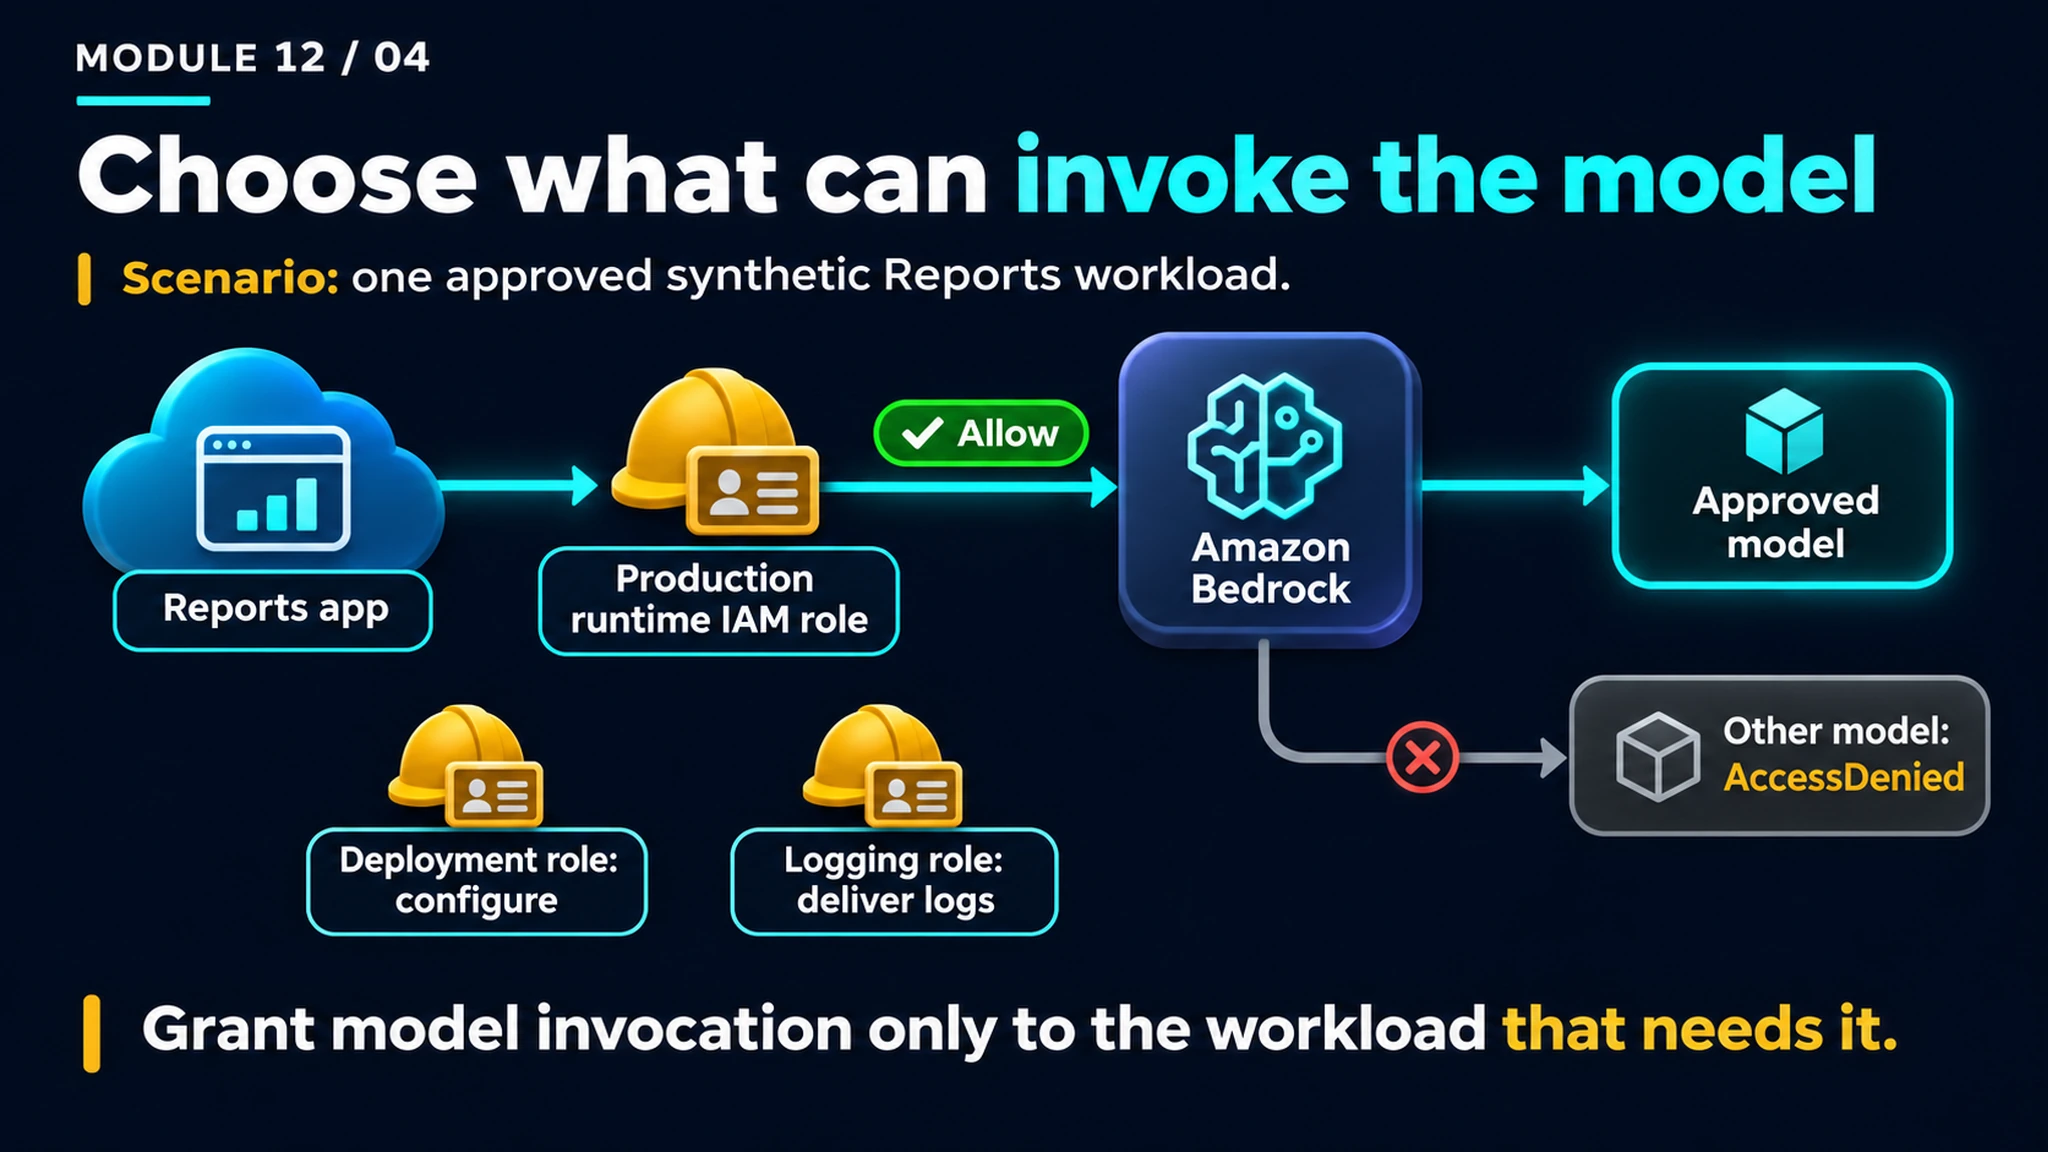 MODULE 12 / 04
Choose what can invoke the model
Scenario: one approved synthetic Reports workload.
Reports app
Production
runtime IAM role
Allow
Amazon
Bedrock
Approved
model
Other model:
AccessDenied
Deployment role:
configure
Logging role:
deliver logs
Grant model invocation only to the workload that needs it.